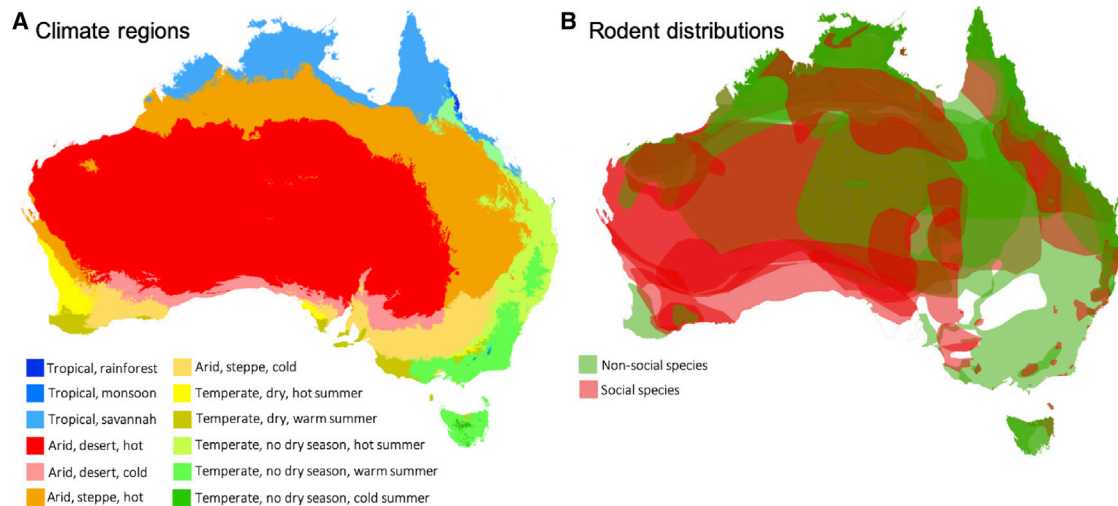 A Climate regions
Tropical, rainforest
Tropical, monsoon
Tropical, savannah
Arid, desert, hot
Arid, desert, cold
Arid, steppe, hot
Arid, steppe, cold
Temperate, dry, hot summer
Temperate, dry, warm summer
Temperate, no dry season, hot summer
Temperate, no dry season, warm summer
Temperate, no dry season, cold summer
B Rodent distributions
Non-social species
Social species